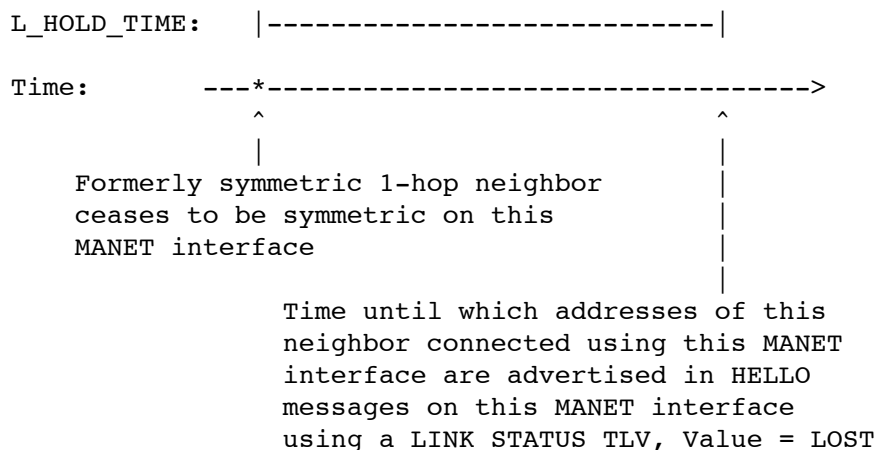 L_HOLD_TIME:   |----------------------------|
Time:       ---*---------------------------------->
^                            ^
|                            |
Formerly symmetric 1-hop neighbor       |
ceases to be symmetric on this          |
MANET interface                         |
|
Time until which addresses of this
neighbor connected using this MANET
interface are advertised in HELLO
messages on this MANET interface
using a LINK_STATUS TLV, Value = LOST